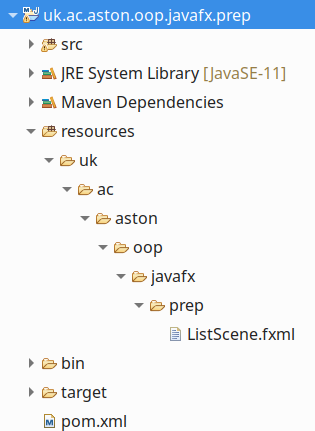 uk.ac.aston.oop.javafx.prep
src
JRE System Library [JavaSE-11]
Maven Dependencies
resources
uk
ac
aston
oop
javafx
prep
ListScene.fxml
bin
target
pom.xml